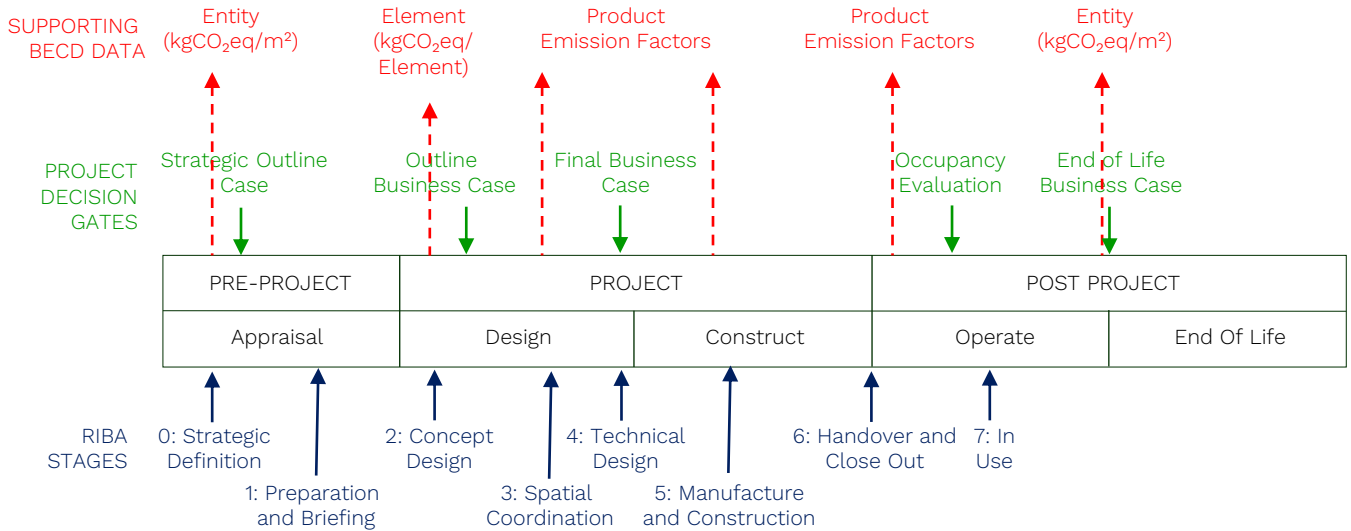 SUPPORTING
BECD DATA
Entity
(kgCO₂eq/m²)
Element
(kgCO₂eq/
Element)
Product
Emission Factors
Product
Emission Factors
Entity
(kgCO₂eq/m²)
PROJECT
DECISION
GATES
Strategic Outline
Case
Outline
Business Case
Final Business
Case
Occupancy
Evaluation
End of Life
Business Case
PRE-PROJECT
PROJECT
POST PROJECT
Appraisal
Design
Construct
Operate
End Of Life
RIBA
STAGES
0: Strategic
Definition
1: Preparation
and Briefing
2: Concept
Design
3: Spatial
Coordination
4: Technical
Design
5: Manufacture
and Construction
6: Handover and
Close Out
7: In
Use